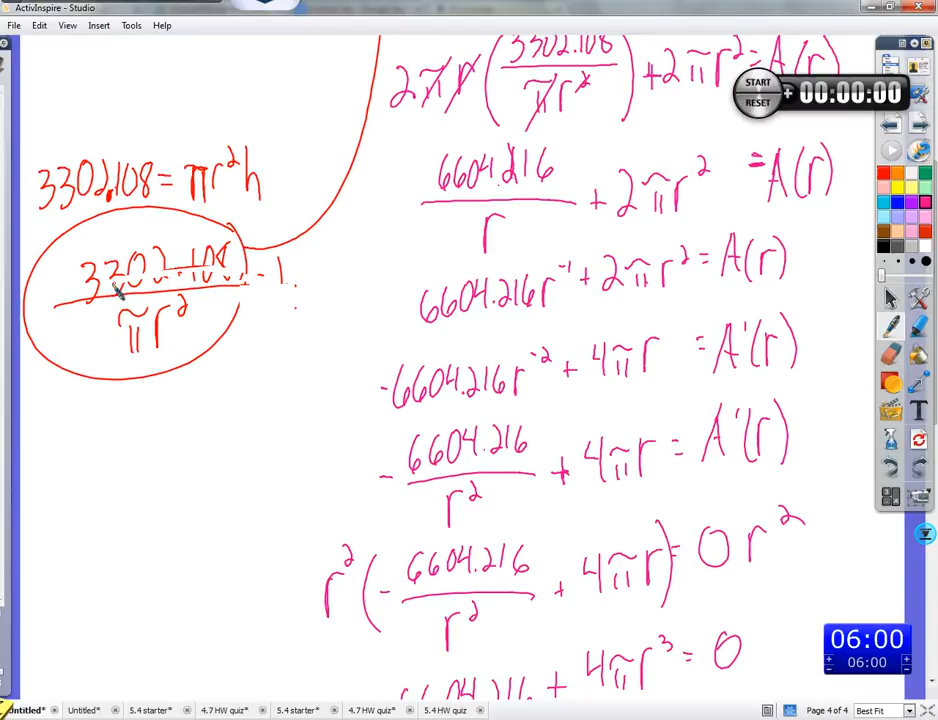 ActivInspire - Studio
File Edit View Insert Tools Help
2πr(3302.108/πr²)+2πr²=A(r)
START
RESET
00:00:00
3302.108=πr²h
6604.216/r + 2πr² =A(r)
3302.108/πr²
6604.216r⁻¹+2πr²=A(r)
-6604.216r⁻²+4πr =A'(r)
-6604.216/r² +4πr = A'(r)
r²(-6604.216/r² +4πr)=0r²
06:00
06:00
6604.216 + 4πr³=0
Untitled* Untitled* 5.4 starter* 4.7 HW quiz* 5.4 starter* 4.7 HW quiz* 5.4 HW quiz
Page 4 of 4 Best Fit